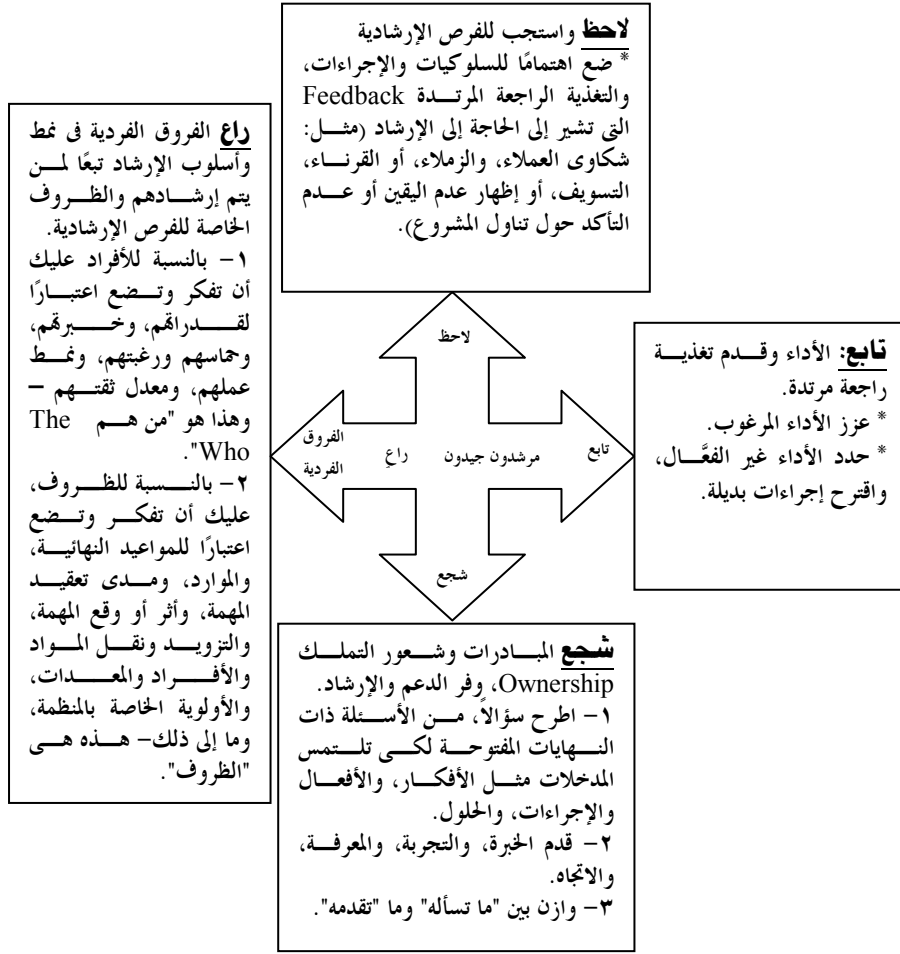 لاحظ واستجب للفرص الإرشادية
* ضع اهتمامًا للسلوكيات والإجراءات،
والتغذية الراجعة المرتدة Feedback
التى تشير إلى الحاجة إلى الإرشاد (مثل:
شكاوى العملاء، والزملاء، أو القرناء،
التسويف، أو إظهار عدم اليقين أو عدم
التأكد حول تناول المشروع).
راع الفروق الفردية فى نمط
وأسلوب الإرشاد تبعًا لمن
يتم إرشادهم والظروف
الخاصة للفرص الإرشادية.
١– بالنسبة للأفراد عليك
أن تفكر وتضع اعتبارًا
لقدراتهم، وخبرتهم،
وحماسهم ورغبتهم، ونمط
عملهم، ومعدل ثقتهم –
وهذا هو "من هم The
Who".
٢– بالنسبة للظروف،
عليك أن تفكر وتضع
اعتبارًا للمواعيد النهائية،
والموارد، ومدى تعقيد
المهمة، وأثر أو وقع المهمة،
والتزويد ونقل المواد
والأفراد والمعدات،
والأولوية الخاصة بالمنظمة،
وما إلى ذلك– هذه هى
"الظروف".
لاحظ
تابع
مرشدون جيدون
راعِ
الفروق
الفردية
شجع
تابع: الأداء وقدم تغذية
راجعة مرتدة.
* عزز الأداء المرغوب.
* حدد الأداء غير الفعَّال،
واقترح إجراءات بديلة.
شجع المبادرات وشعور التملك
Ownership، وفر الدعم والإرشاد.
١– اطرح سؤالاً، من الأسئلة ذات
النهايات المفتوحة لكى تلتمس
المدخلات مثل الأفكار، والأفعال
والإجراءات، والحلول.
٢– قدم الخبرة، والتجربة، والمعرفة،
والاتجاه.
٣– وازن بين "ما تسأله" وما "تقدمه".